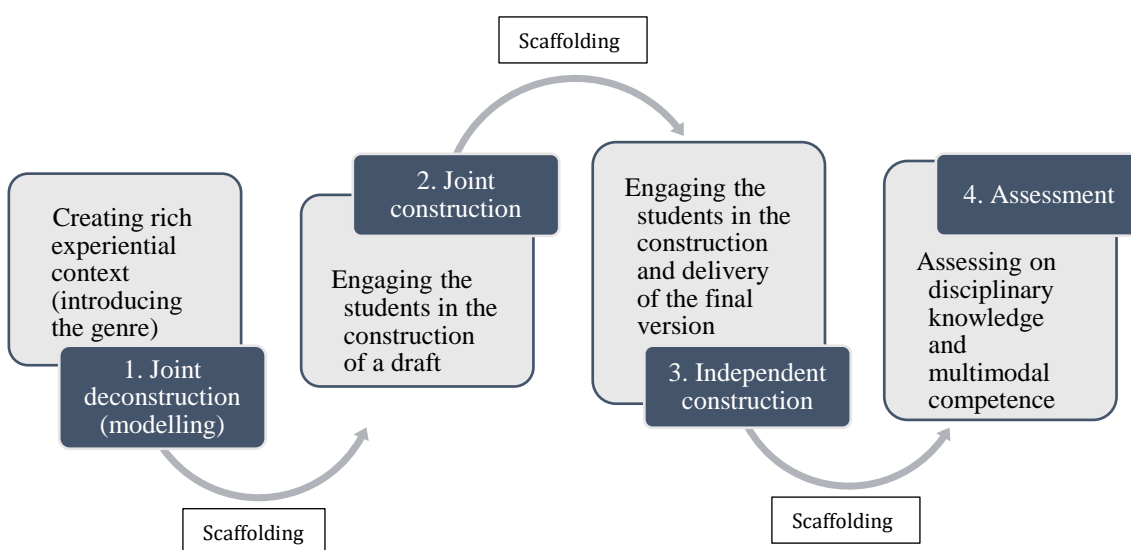 Scaffolding
Creating rich
experiential
context
(introducing
the genre)
1. Joint
deconstruction
(modelling)
Scaffolding
2. Joint
construction
Engaging the
students in the
construction
of a draft
Engaging the
students in the
construction
and delivery
of the final
version
3. Independent
construction
Scaffolding
4. Assessment
Assessing on
disciplinary
knowledge
and
multimodal
competence